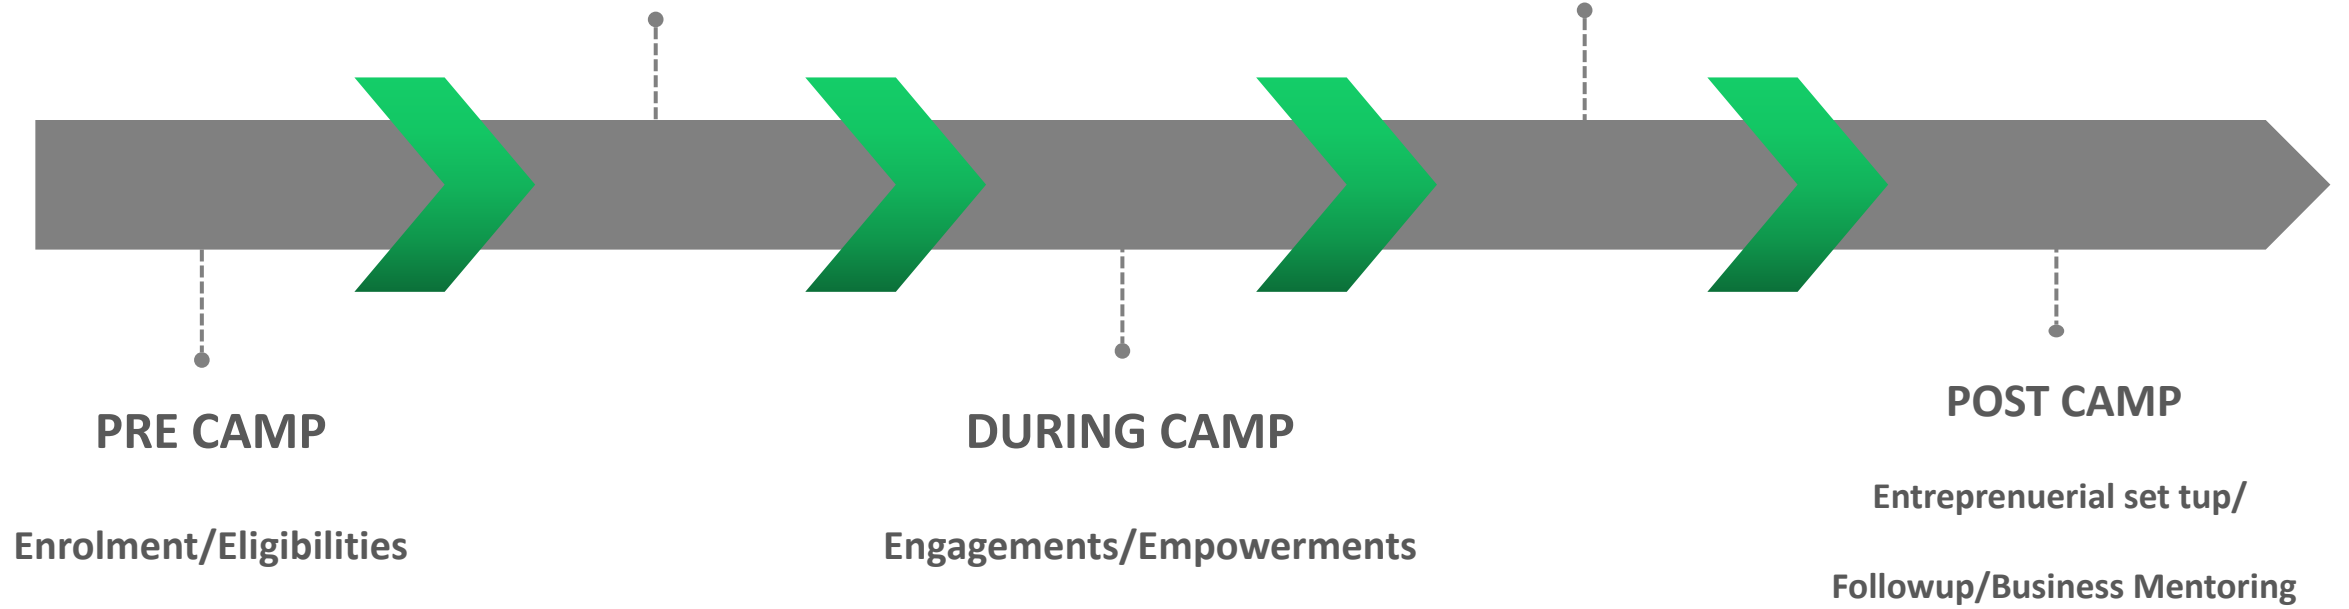 PRE CAMP
Enrolment/Eligibilities
DURING CAMP
Engagements/Empowerments
POST CAMP
Entreprenuerial set tup/
Followup/Business Mentoring